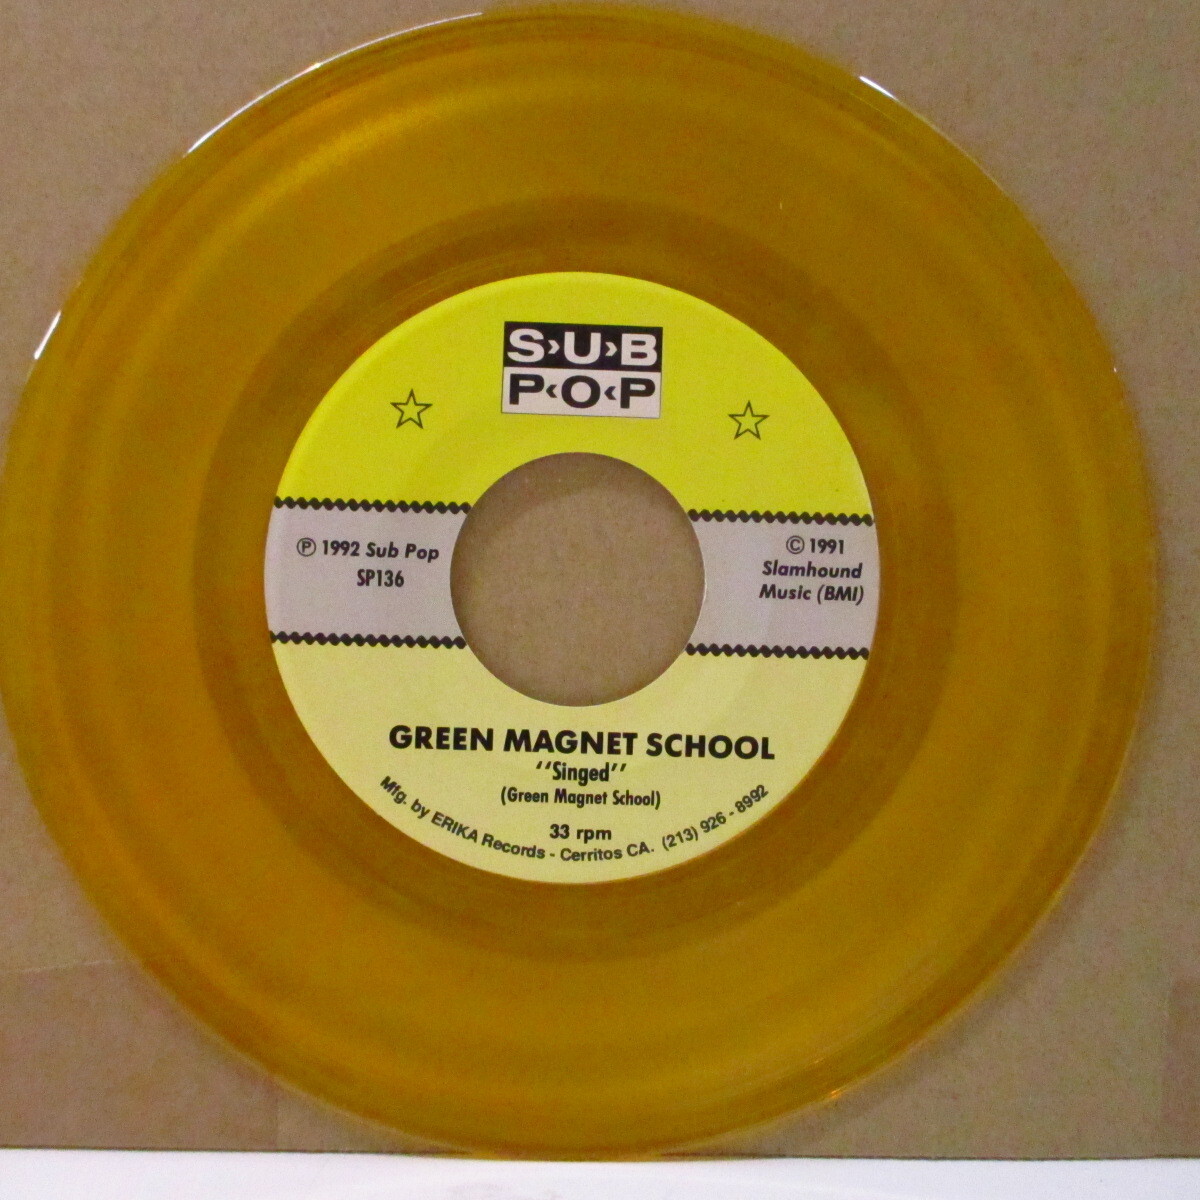 S›U›B
P‹O‹P
℗ 1992 Sub Pop
SP136
© 1991
Slamhound
Music (BMI)
GREEN MAGNET SCHOOL
‘‘Singed’’
(Green Magnet School)
33 rpm
Mfg. by ERIKA Records - Cerritos CA. (213) 926 - 8992